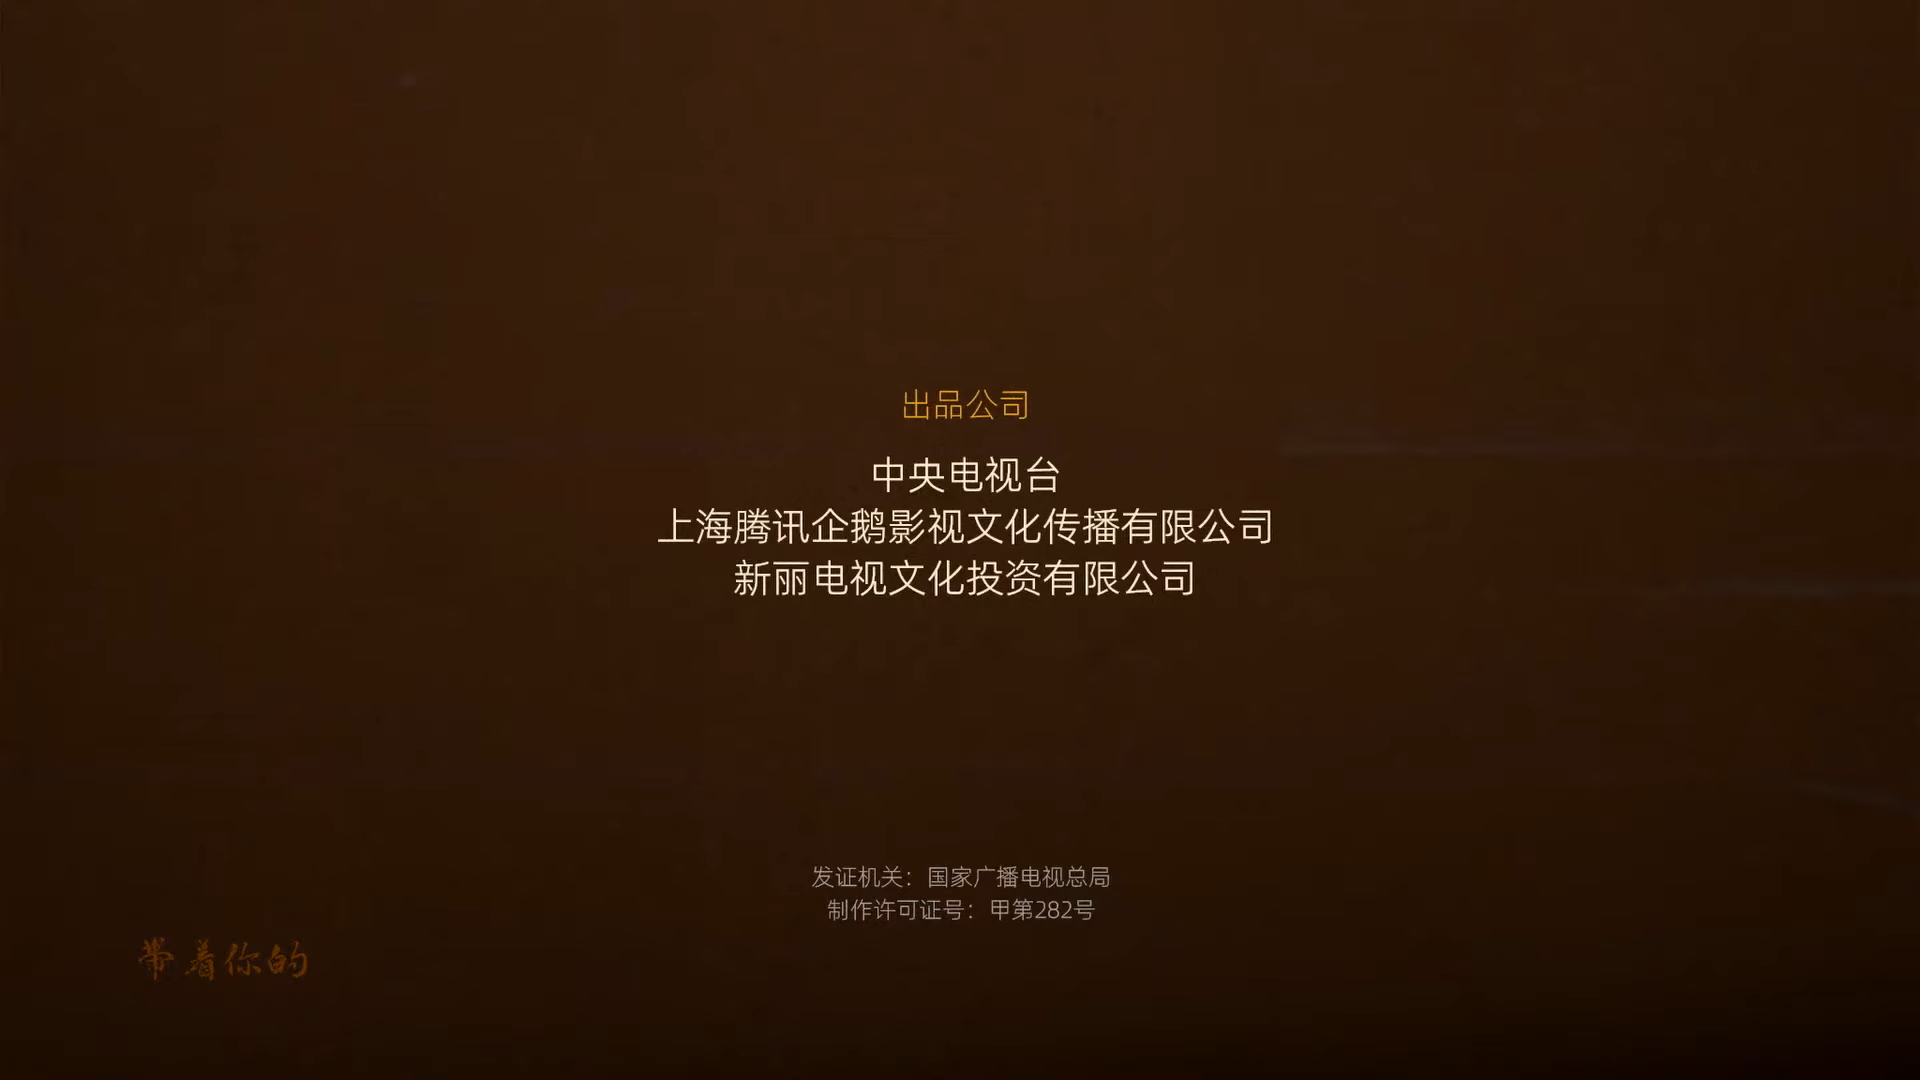 出品公司
中央电视台
上海腾讯企鹅影视文化传播有限公司
新丽电视文化投资有限公司
发证机关：国家广播电视总局
制作许可证号：甲第282号
带着你的